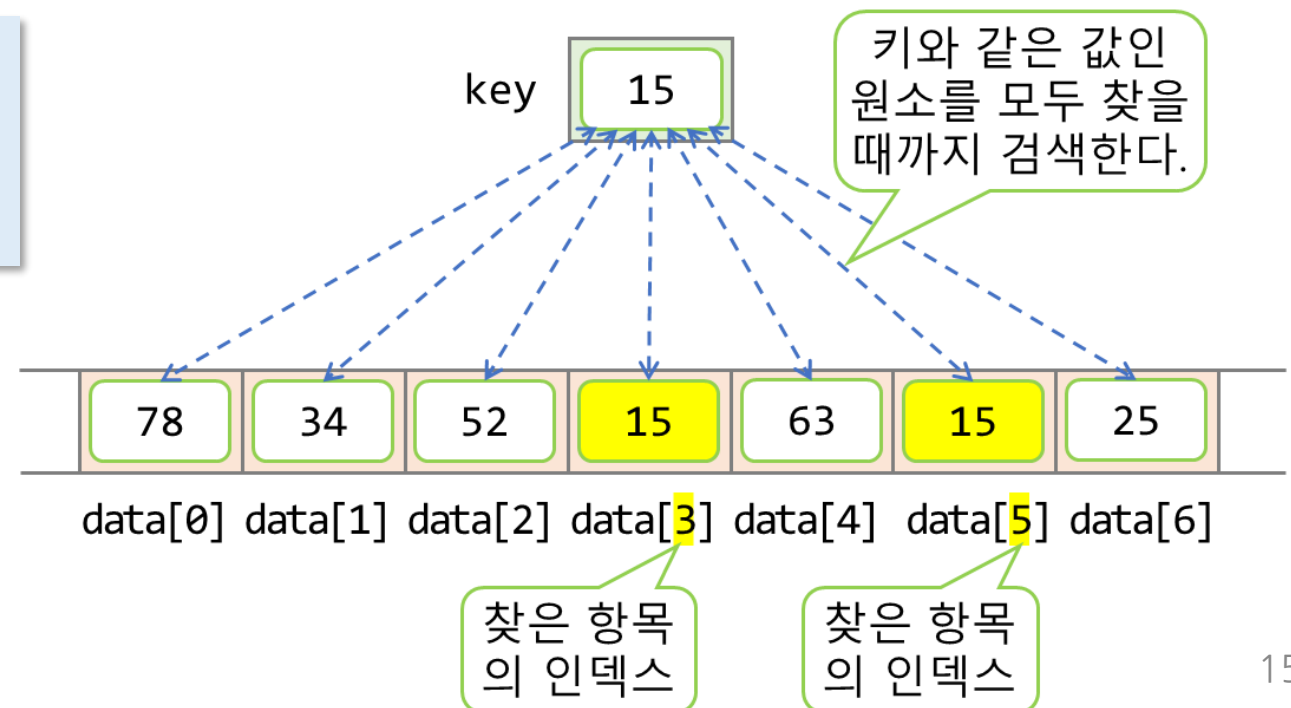 key
15
키와 같은 값인
원소를 모두 찾을
때까지 검색한다.
78 34 52 15 63 15 25
data[0] data[1] data[2] data[3] data[4] data[5] data[6]
찾은 항목
의 인덱스
찾은 항목
의 인덱스
15